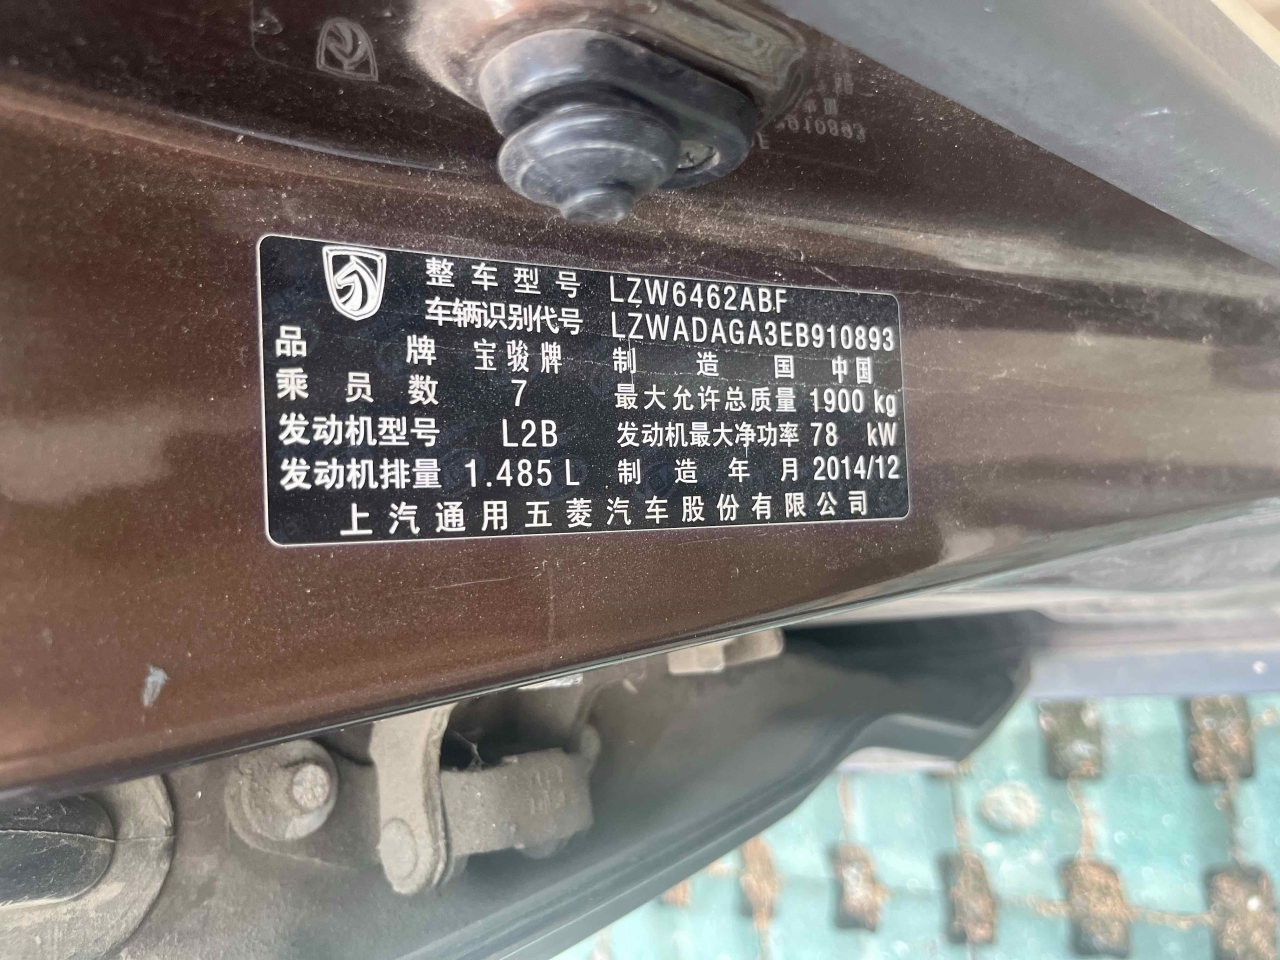 整车型号 LZW6462ABF
车辆识别代号 LZWADAGA3EB910893
品牌 宝骏牌 制造国 中国
乘员数 7 最大允许总质量 1900 kg
发动机型号 L2B 发动机最大净功率 78 kW
发动机排量 1.485 L 制造年月 2014/12
上汽通用五菱汽车股份有限公司